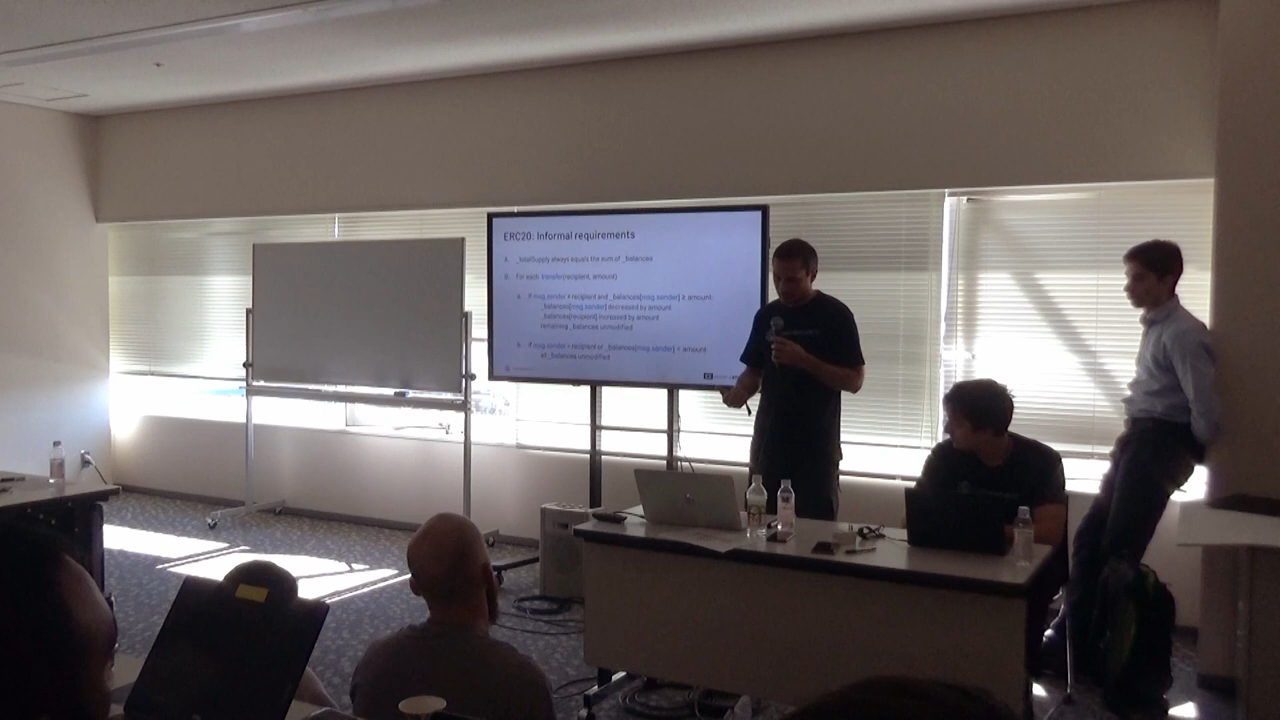 ERC20: Informal requirements
A. _totalSupply always equals the sum of _balances
B. For each transfer(recipient, amount)
a. If msg.sender ≠ recipient and _balances[msg.sender] ≥ amount:
_balances[msg.sender] decreased by amount
_balances[recipient] increased by amount
remaining _balances unmodified
b. If msg.sender = recipient or _balances[msg.sender] < amount:
all _balances unmodified